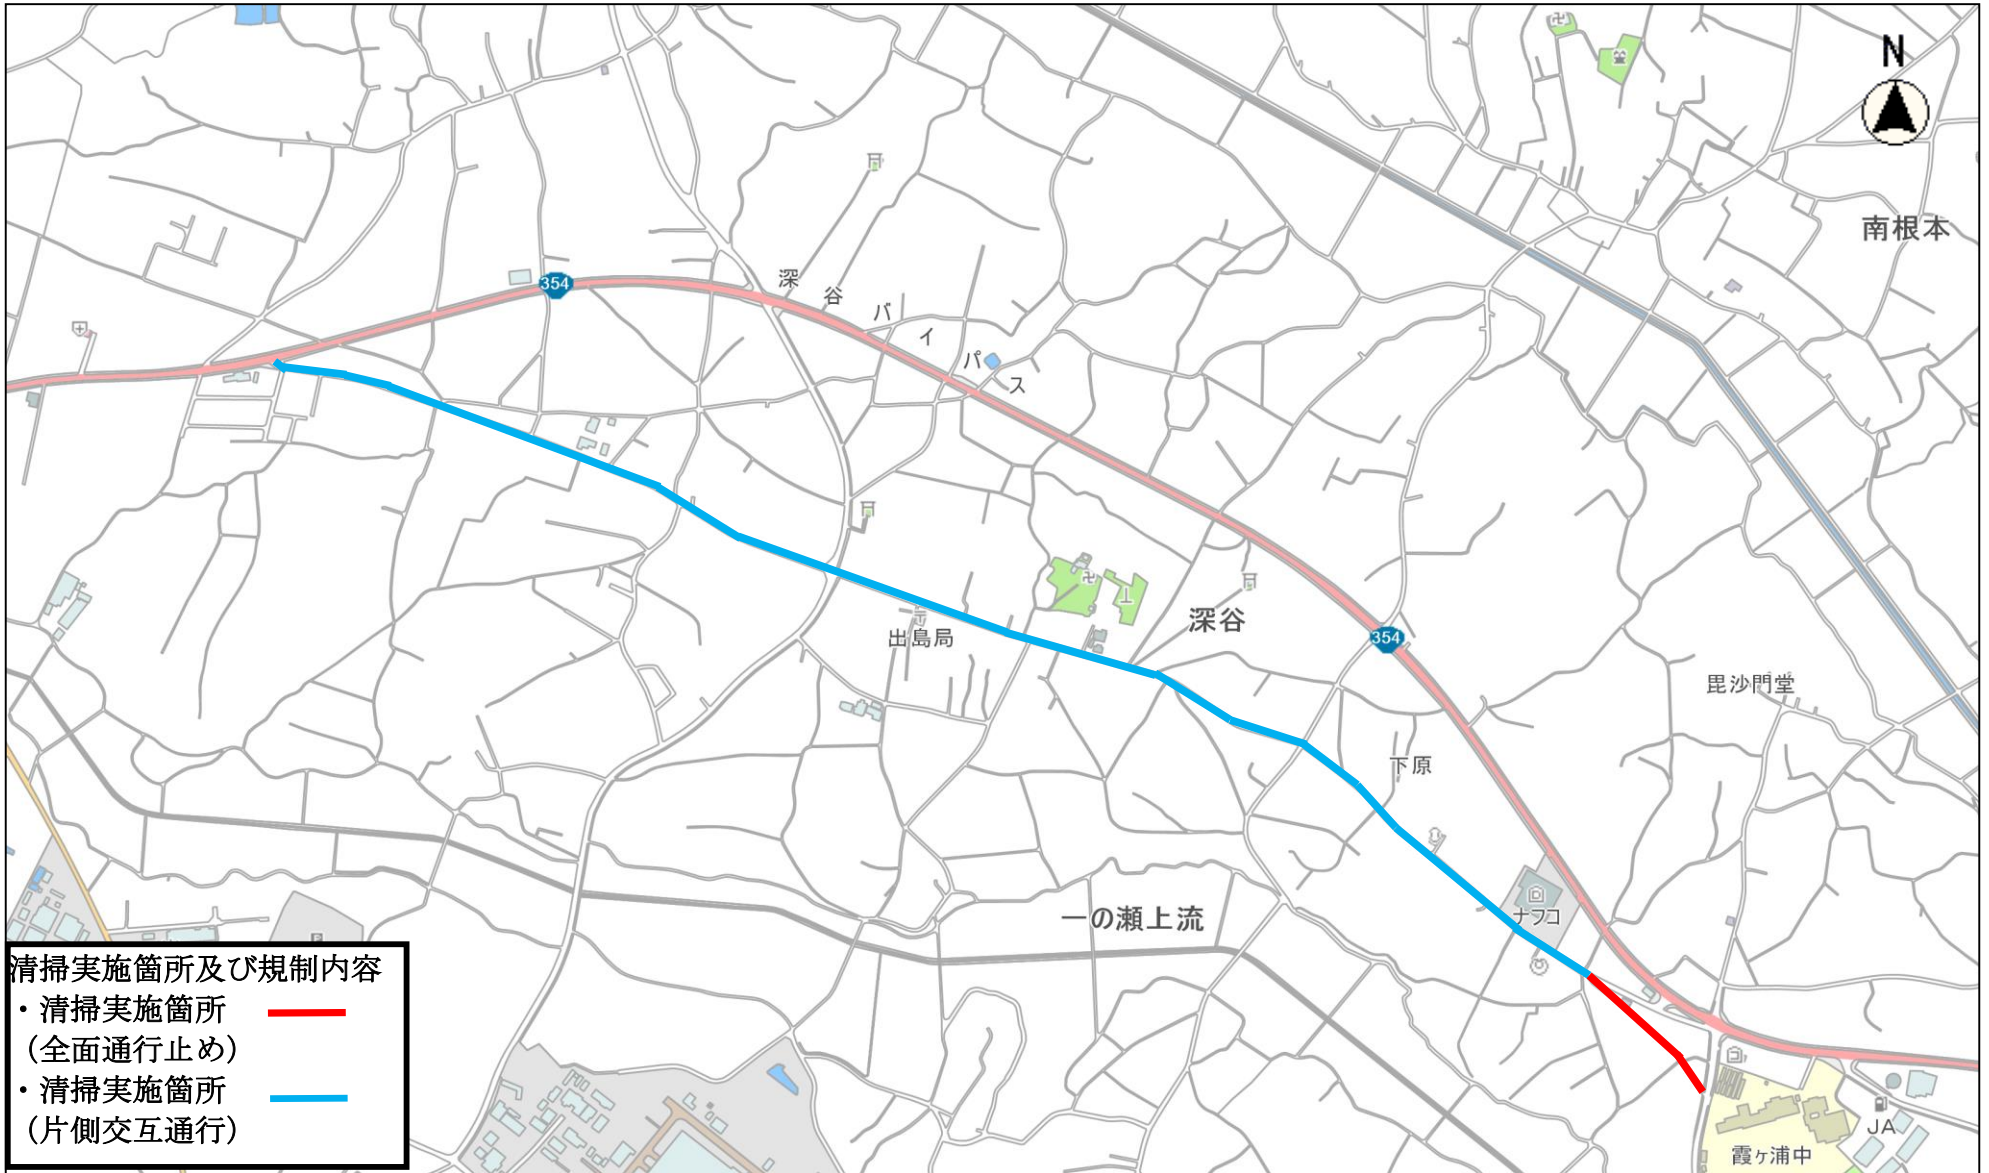 N
南根本
354
深谷バイパス
出島局
深谷
354
毘沙門堂
下原
一の瀬上流
ナフコ
JA
霞ヶ浦中
清掃実施箇所及び規制内容
・清掃実施箇所
（全面通行止め）
・清掃実施箇所
（片側交互通行）